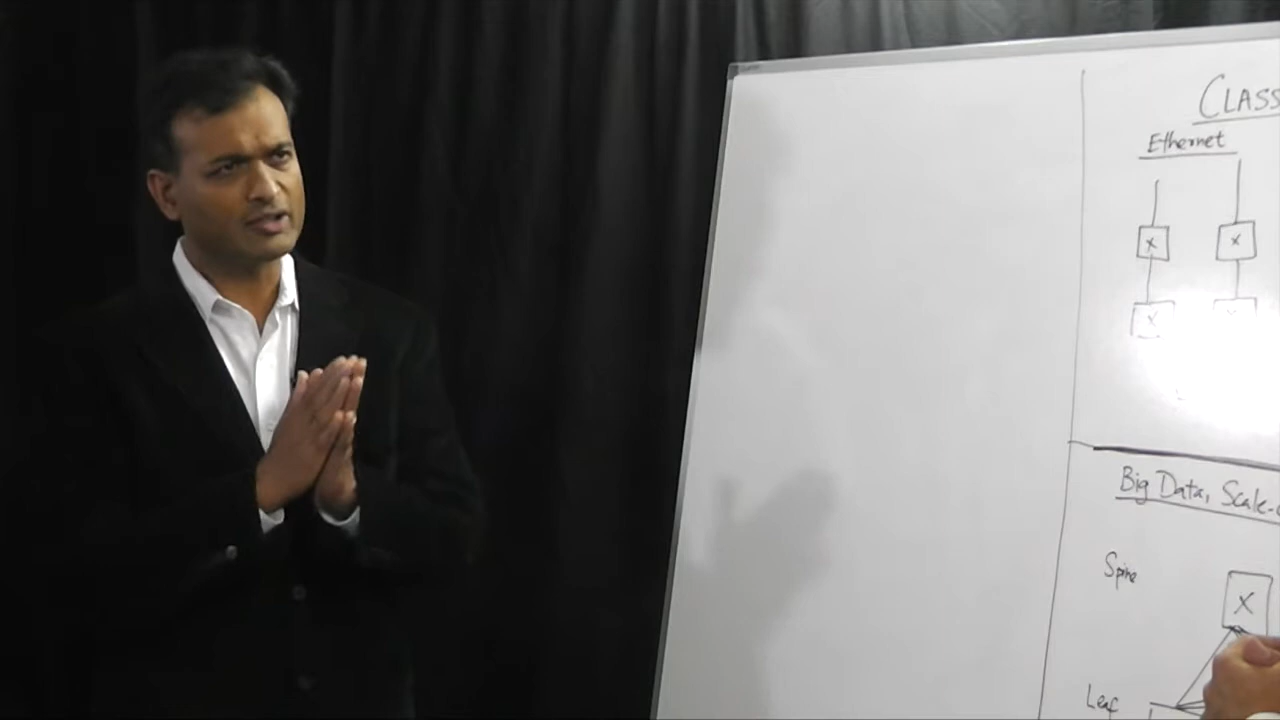 CLASS
Ethernet
X X
X X
Big Data, Scale-
Spine
X
Leaf